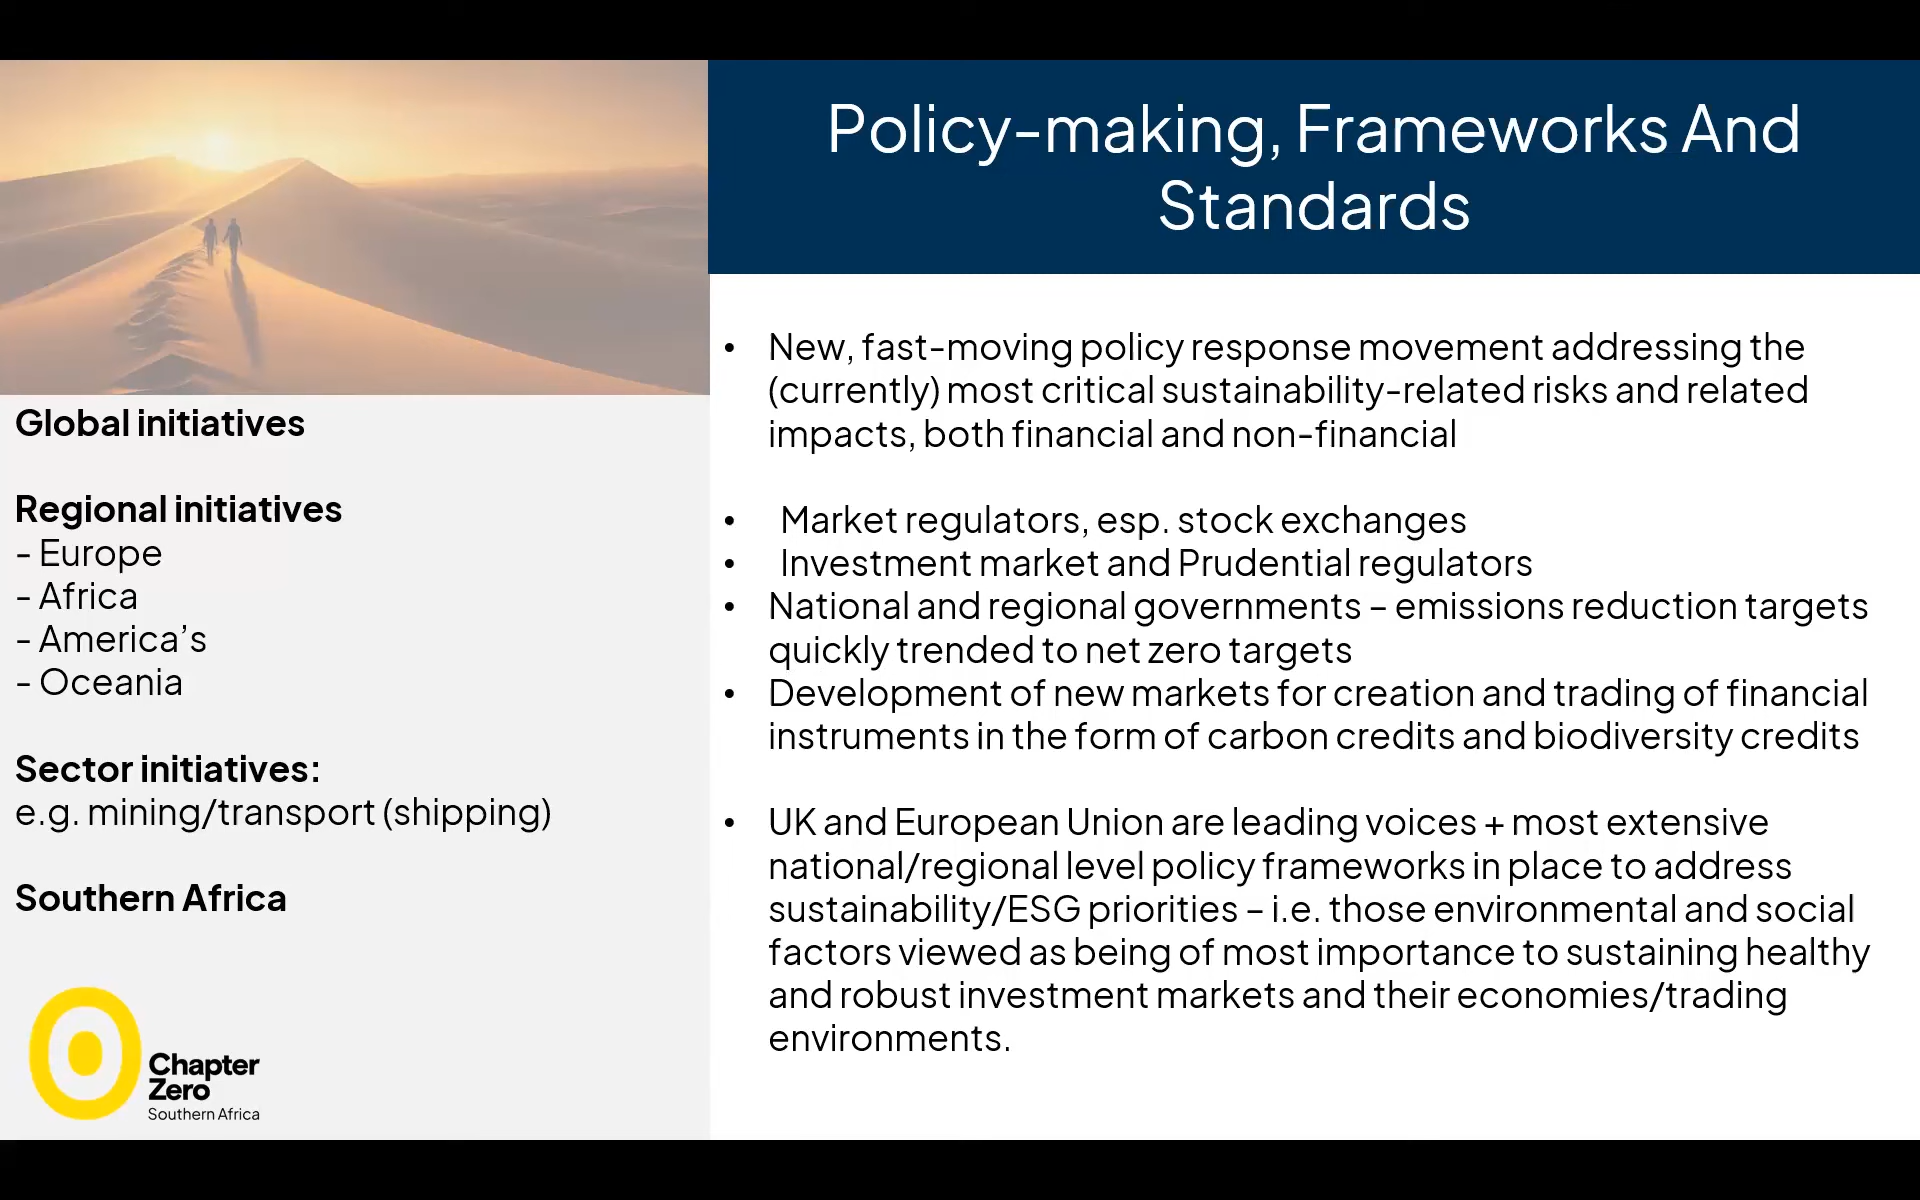 Policy-making, Frameworks And
Standards
Global initiatives
Regional initiatives
- Europe
- Africa
- America’s
- Oceania
Sector initiatives:
e.g. mining/transport (shipping)
Southern Africa
Chapter
Zero
Southern Africa
• New, fast-moving policy response movement addressing the
(currently) most critical sustainability-related risks and related
impacts, both financial and non-financial
• Market regulators, esp. stock exchanges
• Investment market and Prudential regulators
• National and regional governments – emissions reduction targets
quickly trended to net zero targets
• Development of new markets for creation and trading of financial
instruments in the form of carbon credits and biodiversity credits
• UK and European Union are leading voices + most extensive
national/regional level policy frameworks in place to address
sustainability/ESG priorities – i.e. those environmental and social
factors viewed as being of most importance to sustaining healthy
and robust investment markets and their economies/trading
environments.